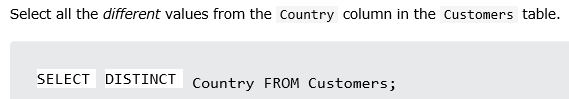 Select all the different values from the Country column in the Customers table.
SELECT DISTINCT Country FROM Customers;